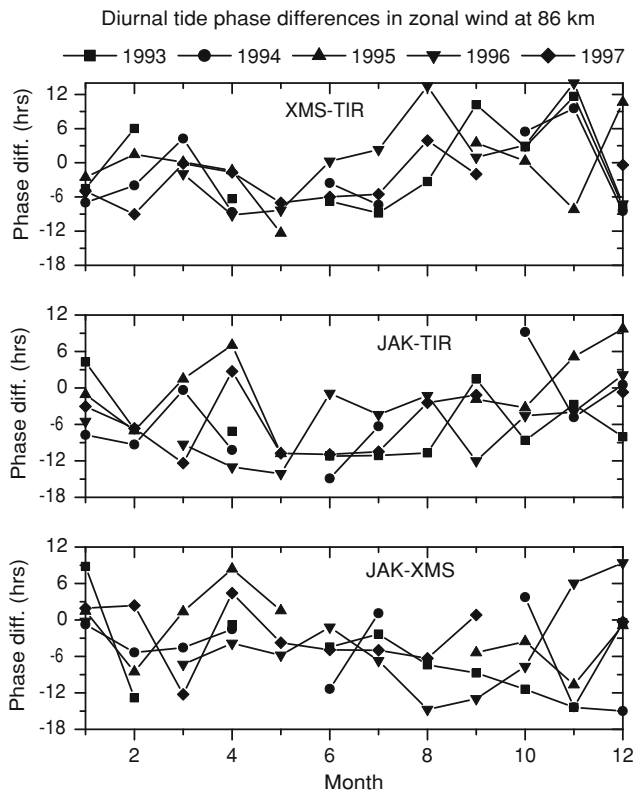 Diurnal tide phase differences in zonal wind at 86 km
1993 1994 1995 1996 1997
XMS-TIR
Phase diff. (hrs)
12
6
0
-6
-12
-18
JAK-TIR
Phase diff. (hrs)
12
6
0
-6
-12
-18
JAK-XMS
Phase diff. (hrs)
12
6
0
-6
-12
-18
2 4 6 8 10 12
Month